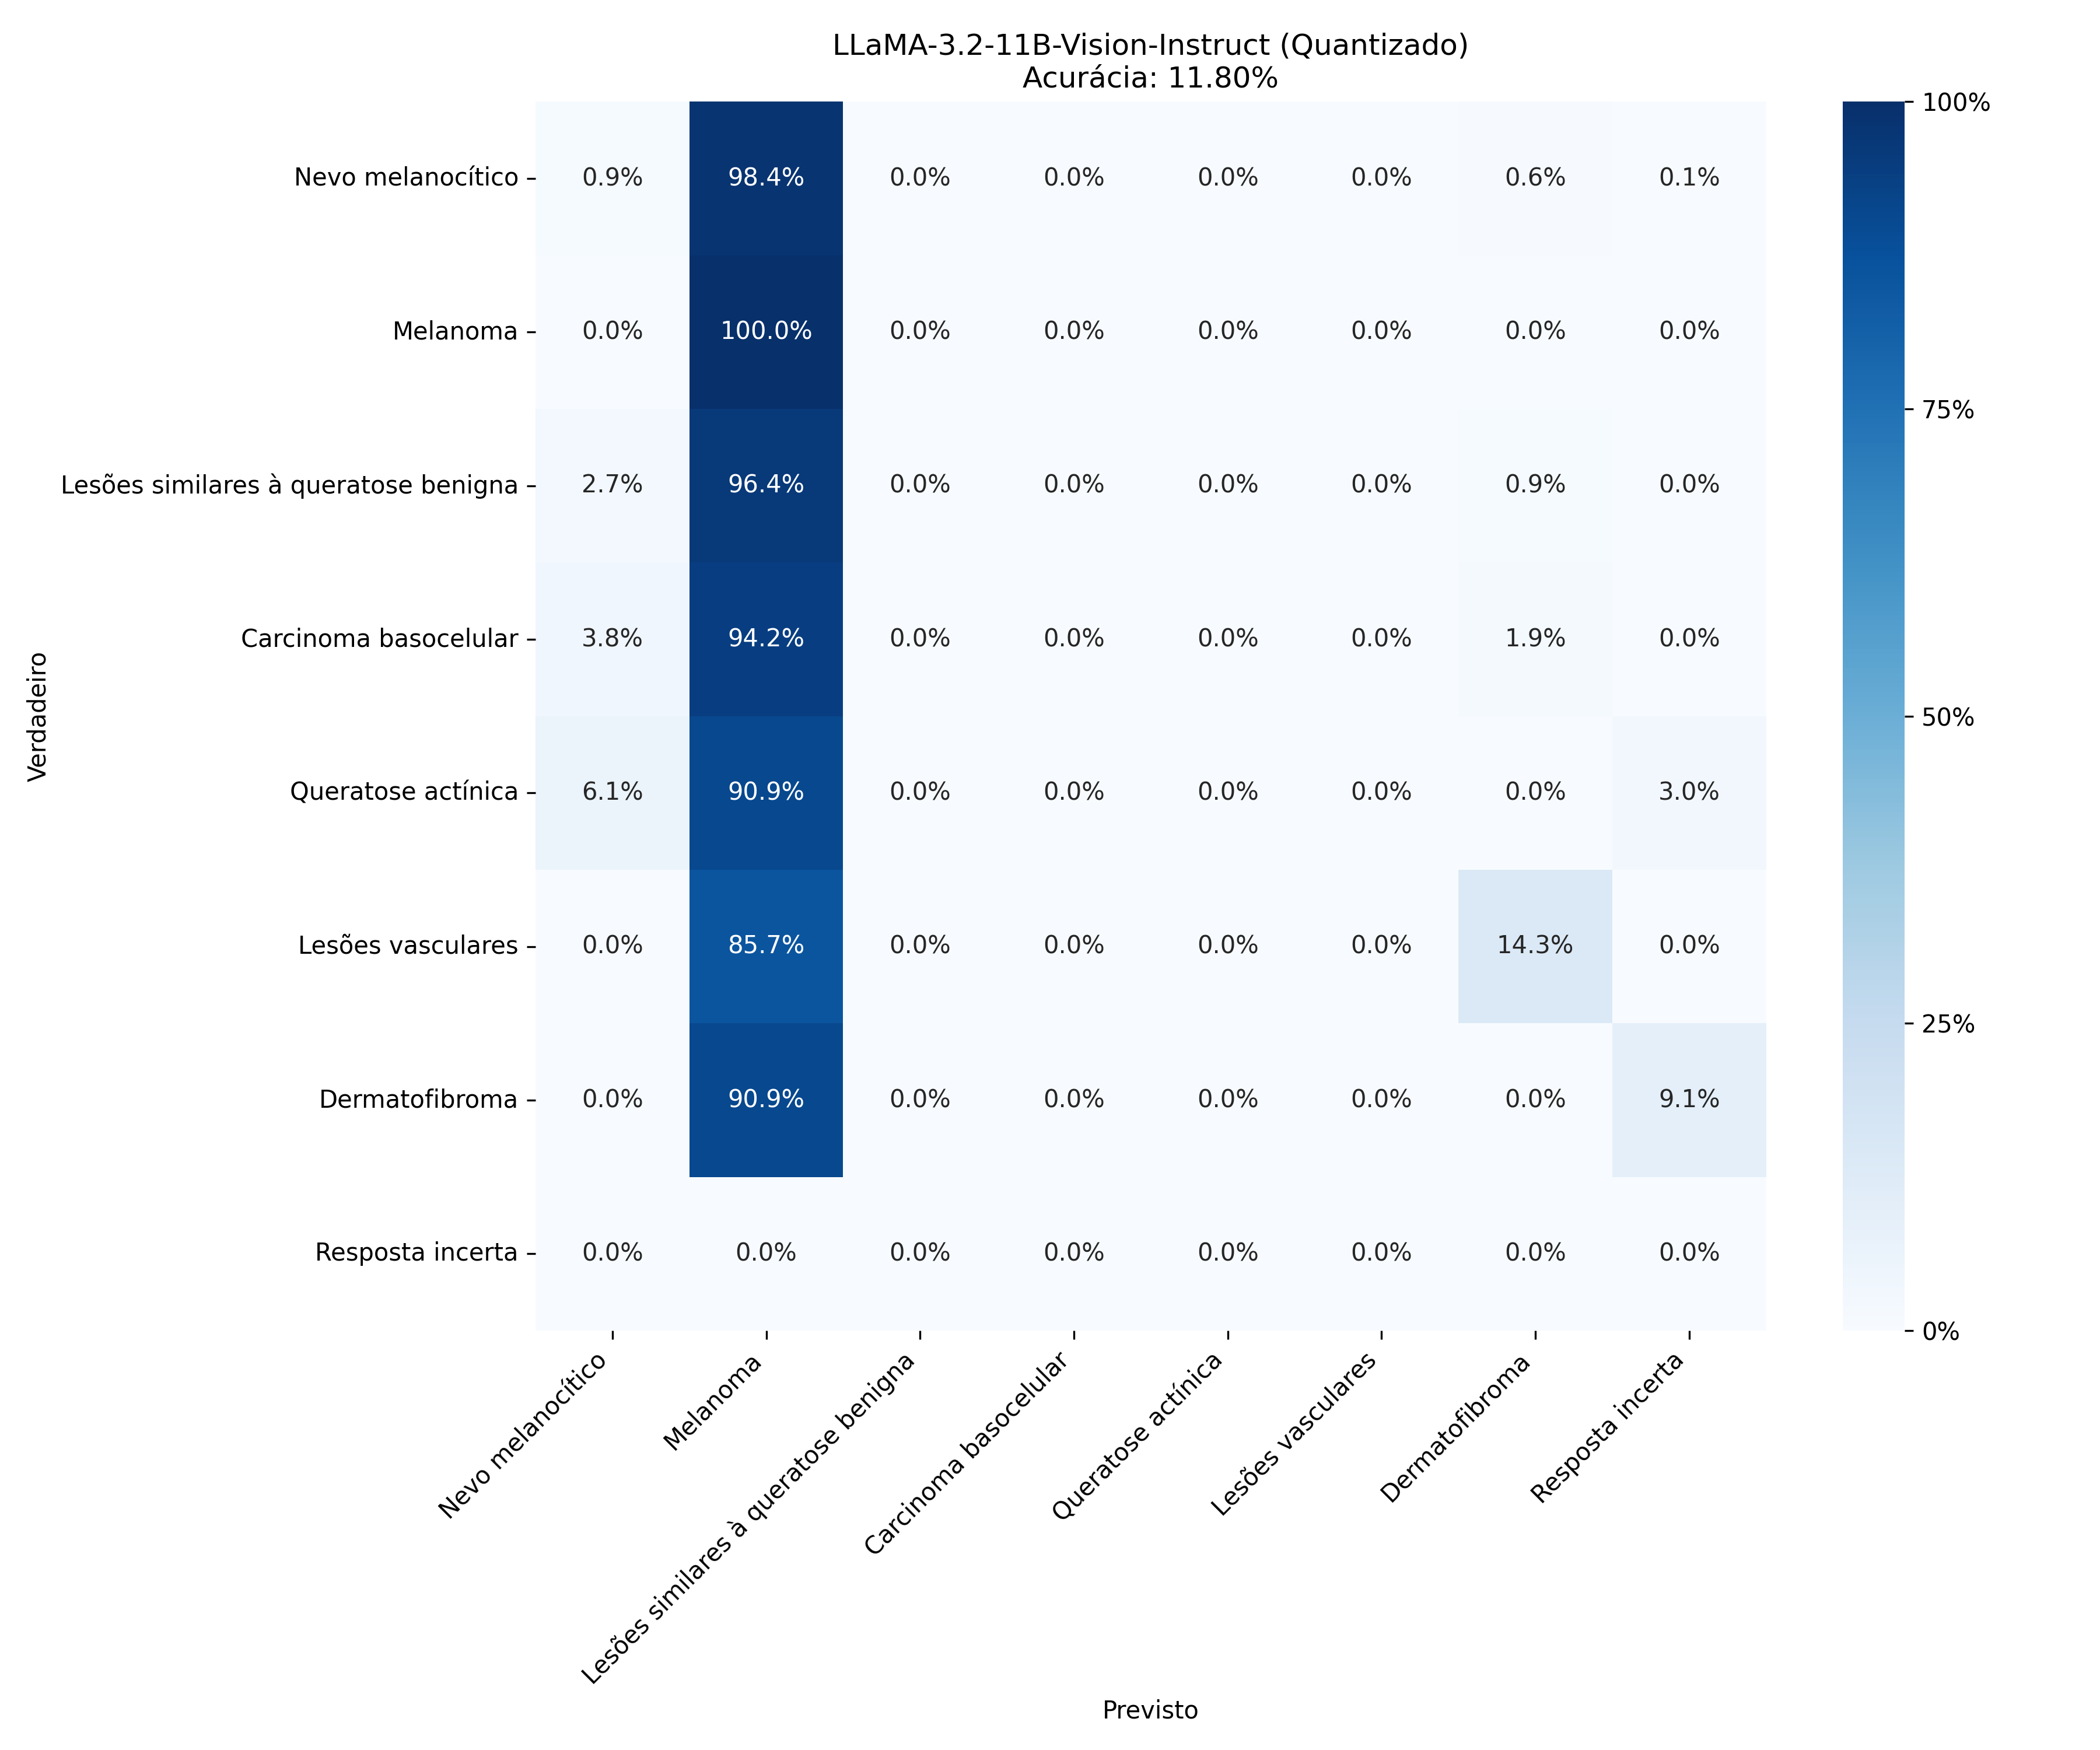 LLaMA-3.2-11B-Vision-Instruct (Quantizado)
Acurácia: 11.80%
Verdadeiro
Nevo melanocítico 0.9% 98.4% 0.0% 0.0% 0.0% 0.0% 0.6% 0.1%
Melanoma 0.0% 100.0% 0.0% 0.0% 0.0% 0.0% 0.0% 0.0%
Lesões similares à queratose benigna 2.7% 96.4% 0.0% 0.0% 0.0% 0.0% 0.9% 0.0%
Carcinoma basocelular 3.8% 94.2% 0.0% 0.0% 0.0% 0.0% 1.9% 0.0%
Queratose actínica 6.1% 90.9% 0.0% 0.0% 0.0% 0.0% 0.0% 3.0%
Lesões vasculares 0.0% 85.7% 0.0% 0.0% 0.0% 0.0% 14.3% 0.0%
Dermatofibroma 0.0% 90.9% 0.0% 0.0% 0.0% 0.0% 0.0% 9.1%
Resposta incerta 0.0% 0.0% 0.0% 0.0% 0.0% 0.0% 0.0% 0.0%
Nevo melanocítico
Melanoma
Lesões similares à queratose benigna
Carcinoma basocelular
Queratose actínica
Lesões vasculares
Dermatofibroma
Resposta incerta
Previsto
100%
75%
50%
25%
0%